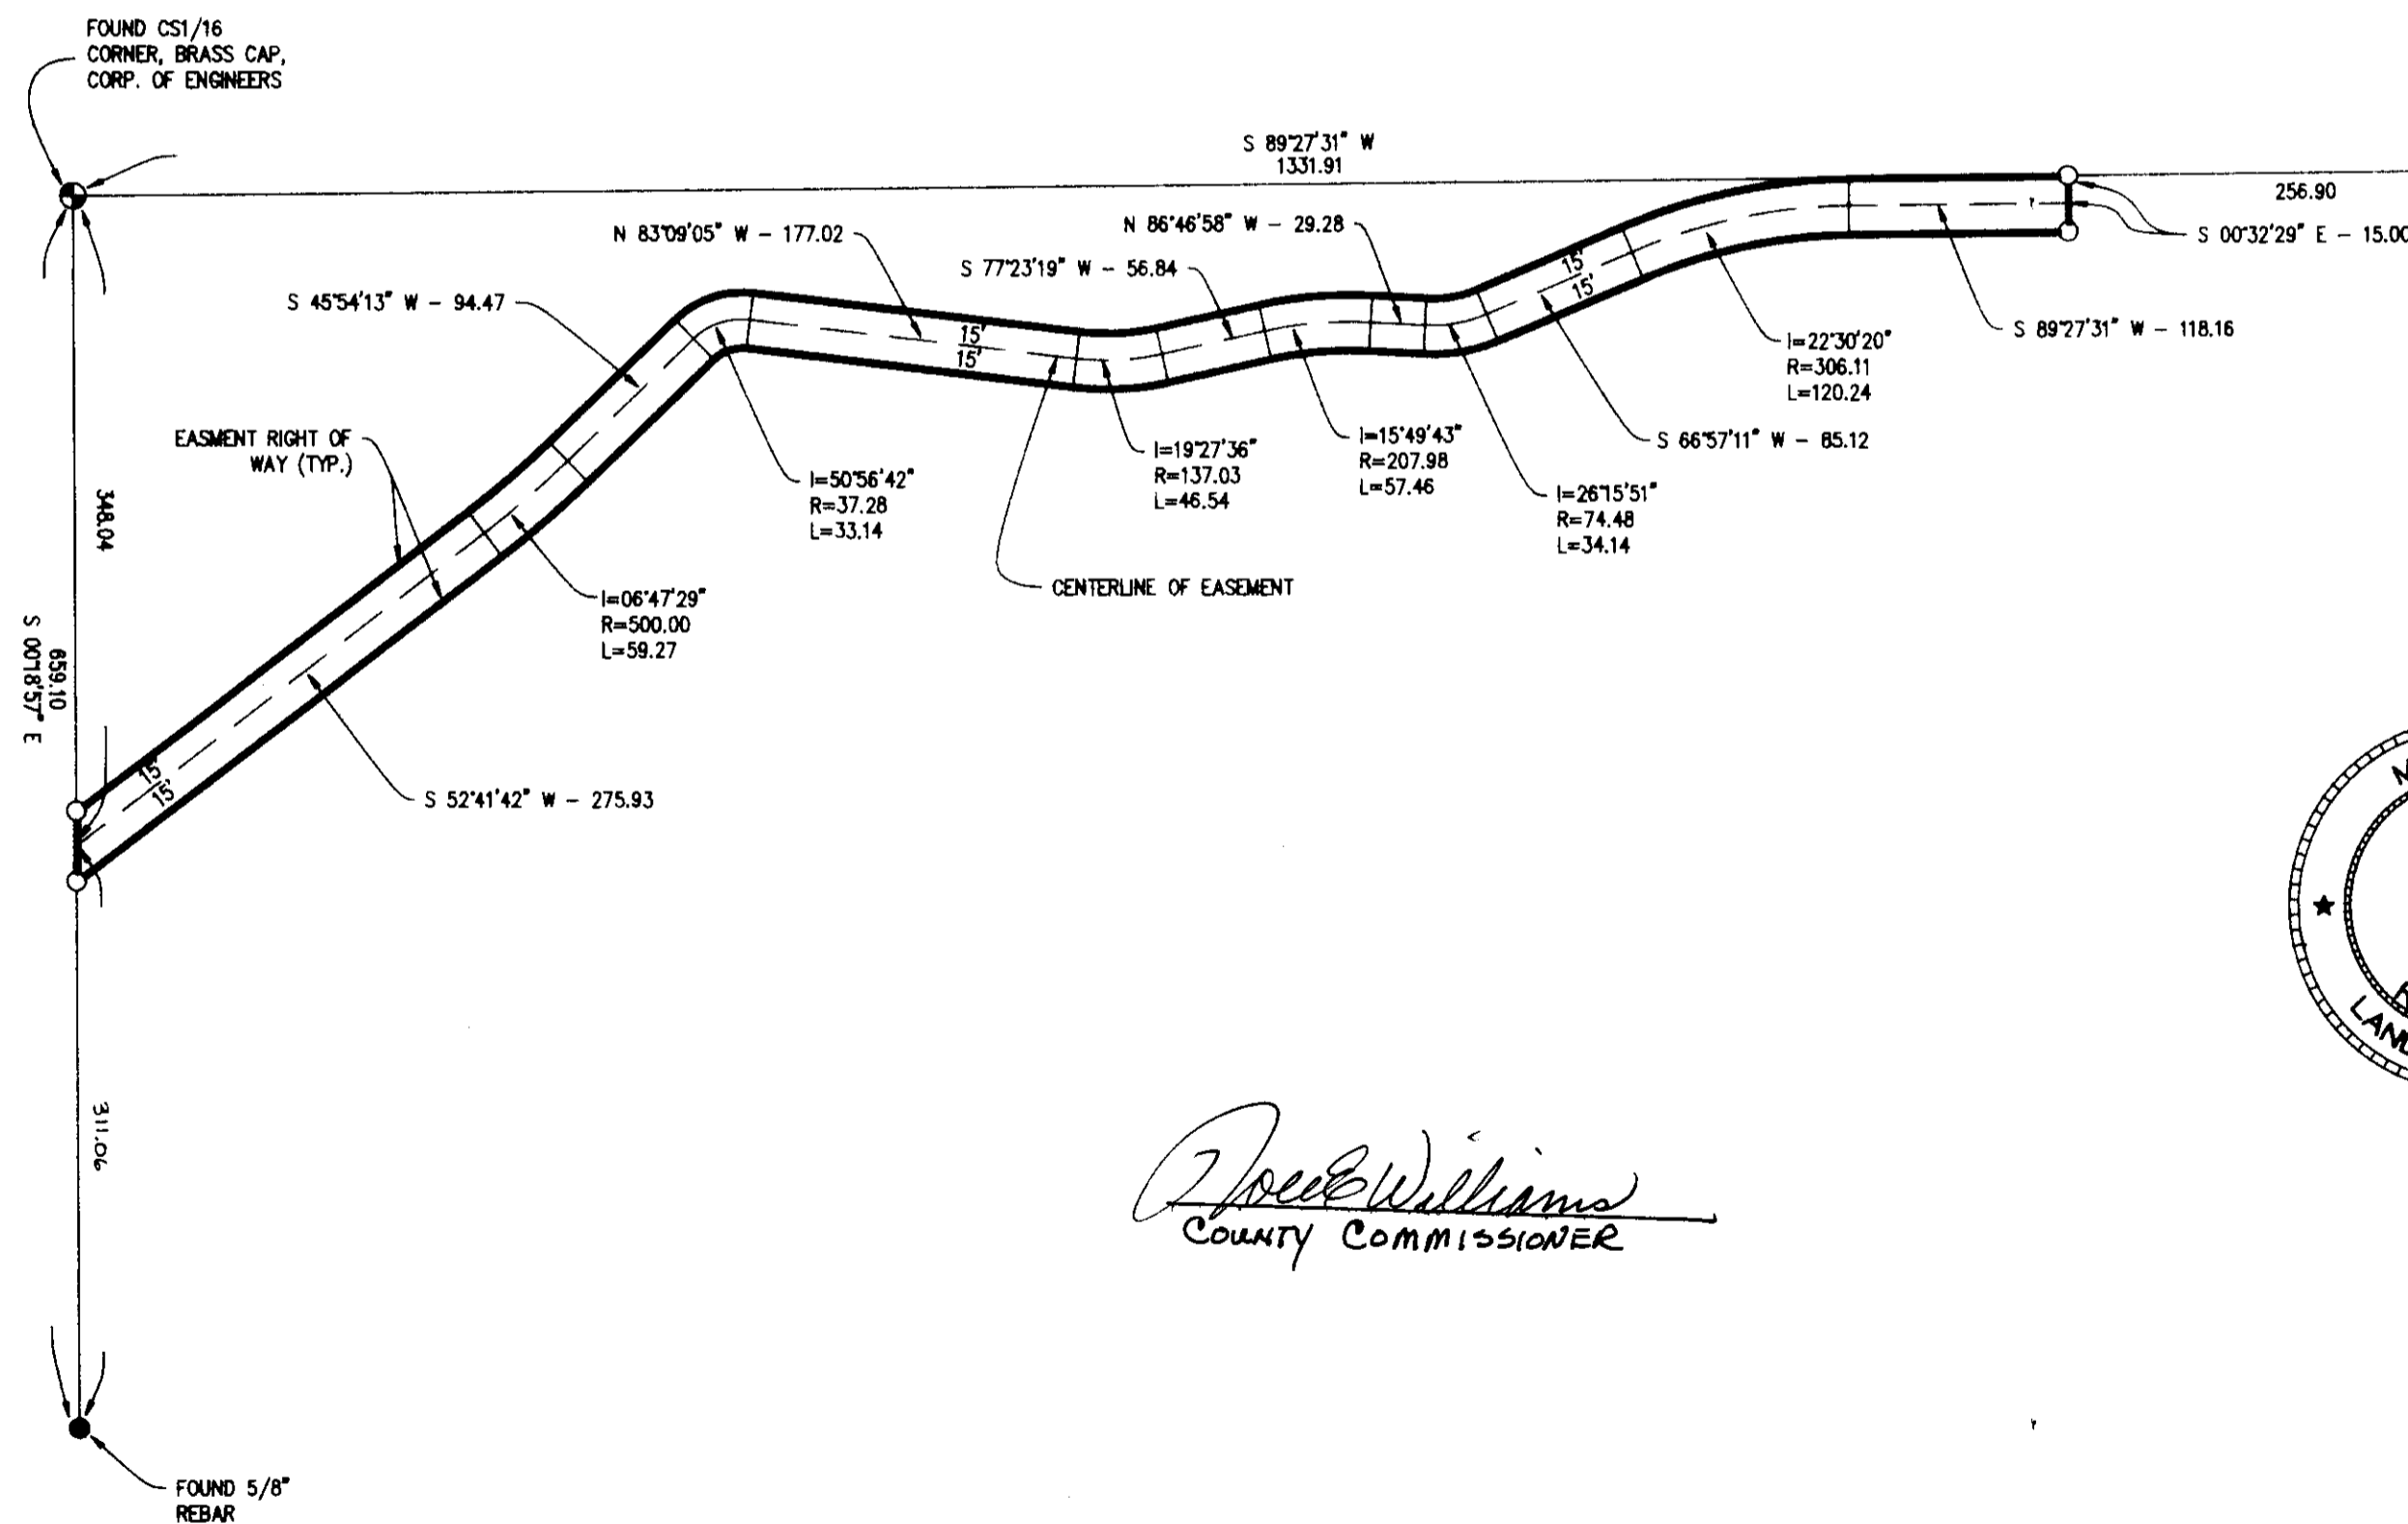 FOUND CS1/16
CORNER, BRASS CAP,
CORP. OF ENGINEERS
S 89°27'31" W
1331.91
256.90
S 00°32'29" E - 15.00
N 83°09'05" W - 177.02
N 86°46'58" W - 29.28
S 77°23'19" W - 56.84
S 45°54'13" W - 94.47
15'
15'
15'
15'
S 89°27'31" W - 118.16
I=22°30'20"
R=306.11
L=120.24
S 66°57'11" W - 85.12
EASMENT RIGHT OF
WAY (TYP.)
I=50°56'42"
R=37.28
L=33.14
I=19°27'36"
R=137.03
L=46.54
I=15°49'43"
R=207.98
L=57.46
I=26°15'51"
R=74.48
L=34.14
348.04
CENTERLINE OF EASEMENT
I=06°47'29"
R=500.00
L=59.27
659.10
S 00°18'57" E
15'
15'
S 52°41'42" W - 275.93
LAND
311.06
Williams
COUNTY COMMISSIONER
FOUND 5/8"
REBAR